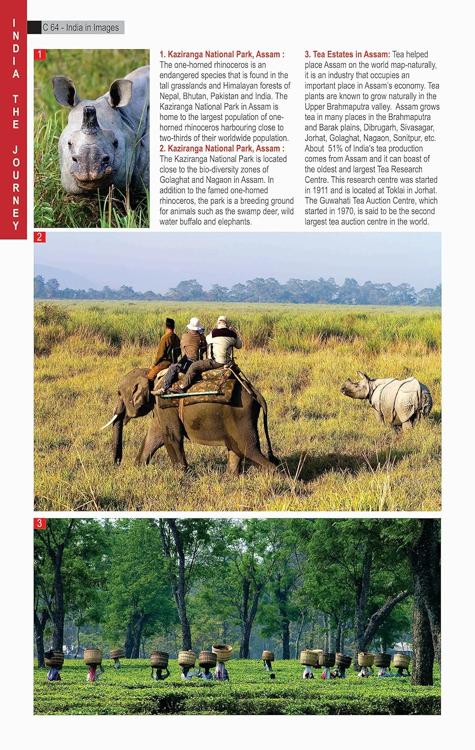 INDIA THE JOURNEY
C 64 - India in Images
1
1. Kaziranga National Park, Assam :
The one-horned rhinoceros is an
endangered species that is found in the
tall grasslands and Himalayan forests of
Nepal, Bhutan, Pakistan and India. The
Kaziranga National Park in Assam is
home to the largest population of one-
horned rhinoceros harbouring close to
two-thirds of their worldwide population.
2. Kaziranga National Park, Assam :
The Kaziranga National Park is located
close to the bio-diversity zones of
Golaghat and Nagaon in Assam. In
addition to the famed one-horned
rhinoceros, the park is a breeding ground
for animals such as the swamp deer, wild
water buffalo and elephants.
3. Tea Estates in Assam: Tea helped
place Assam on the world map-naturally,
it is an industry that occupies an
important place in Assam's economy. Tea
plants are known to grow naturally in the
Upper Brahmaputra valley. Assam grows
tea in many places in the Brahmaputra
and Barak plains, Dibrugarh, Sivasagar,
Jorhat, Golaghat, Nagaon, Sonitpur, etc.
About 51% of India's tea production
comes from Assam and it can boast of
the oldest and largest Tea Research
Centre. This research centre was started
in 1911 and is located at Toklai in Jorhat.
The Guwahati Tea Auction Centre, which
started in 1970, is said to be the second
largest tea auction centre in the world.
2
3